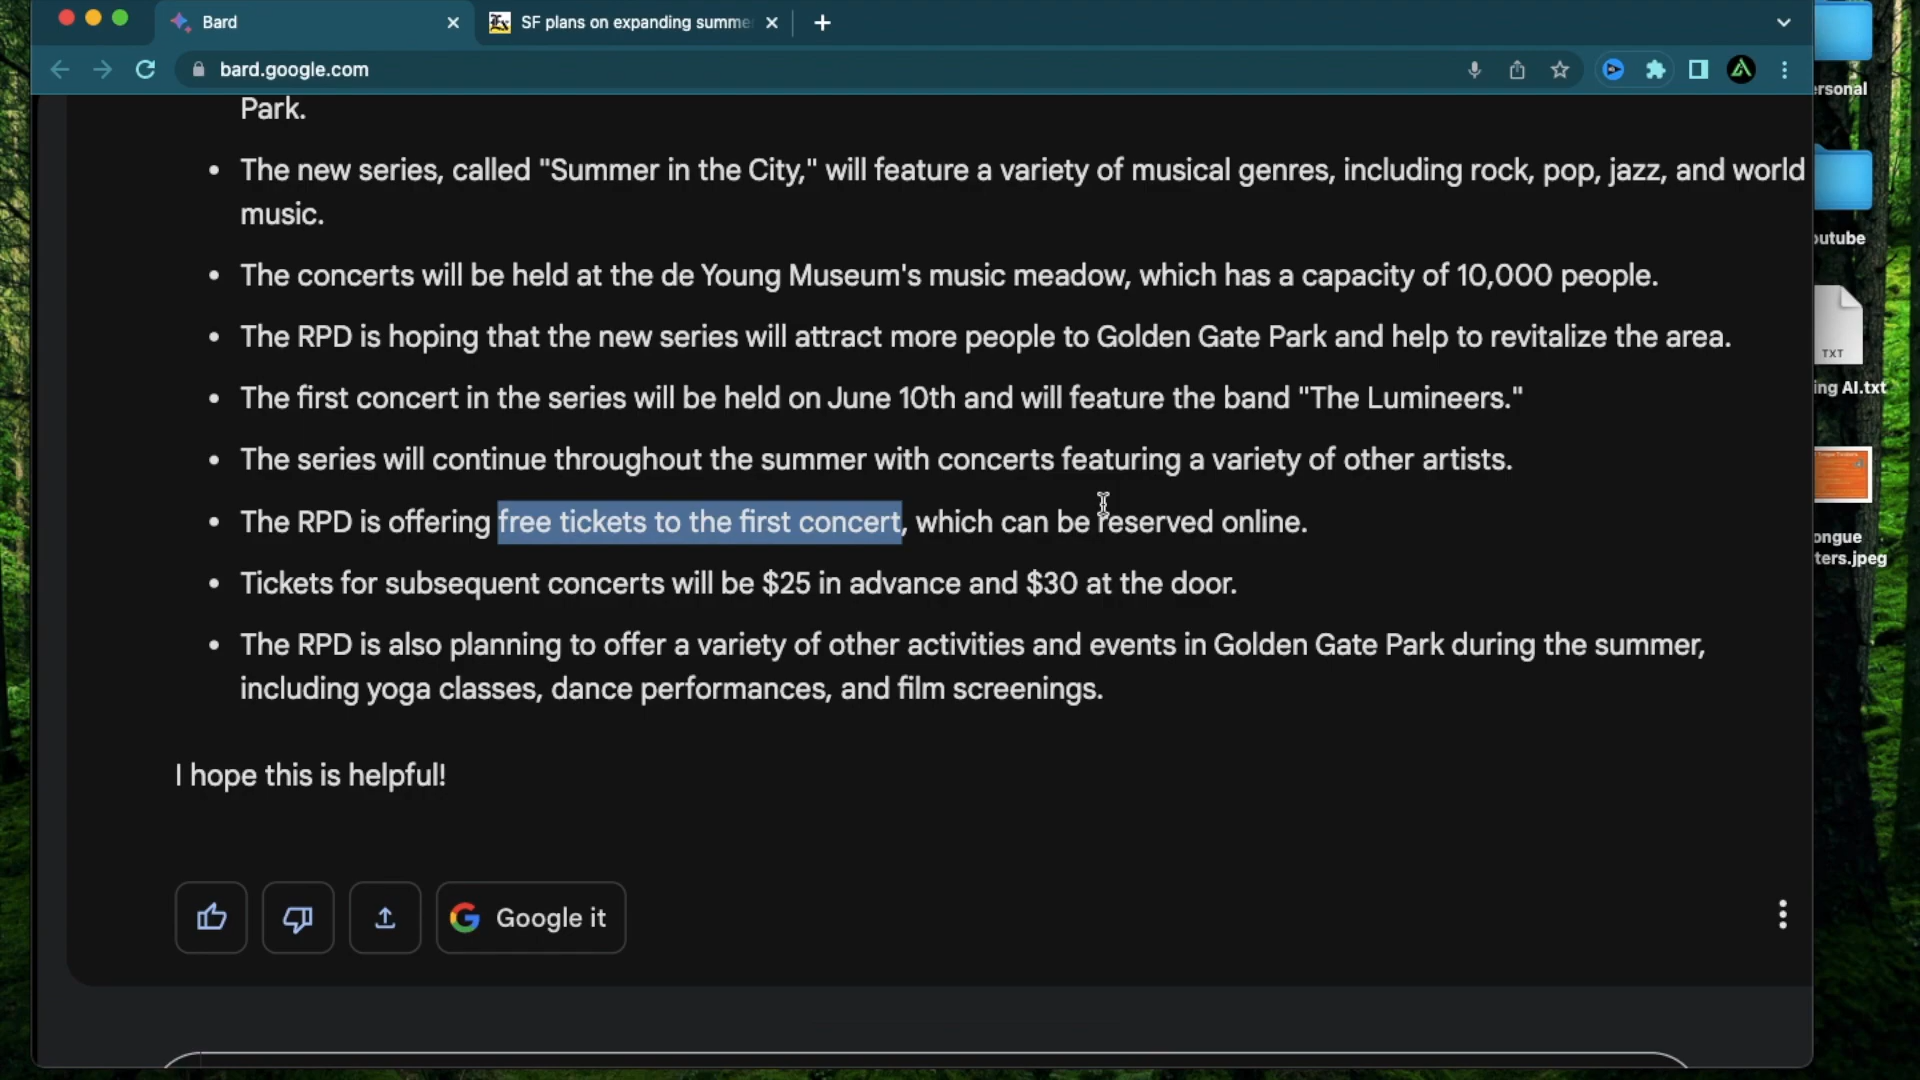 Bard
SF plans on expanding summe
bard.google.com
ersonal
Park.
• The new series, called "Summer in the City," will feature a variety of musical genres, including rock, pop, jazz, and world
music.
outube
• The concerts will be held at the de Young Museum's music meadow, which has a capacity of 10,000 people.
• The RPD is hoping that the new series will attract more people to Golden Gate Park and help to revitalize the area.
TXT
ing AI.txt
• The first concert in the series will be held on June 10th and will feature the band "The Lumineers."
• The series will continue throughout the summer with concerts featuring a variety of other artists.
• The RPD is offering free tickets to the first concert, which can be reserved online.
ongue
ters.jpeg
• Tickets for subsequent concerts will be $25 in advance and $30 at the door.
• The RPD is also planning to offer a variety of other activities and events in Golden Gate Park during the summer,
including yoga classes, dance performances, and film screenings.
I hope this is helpful!
Google it